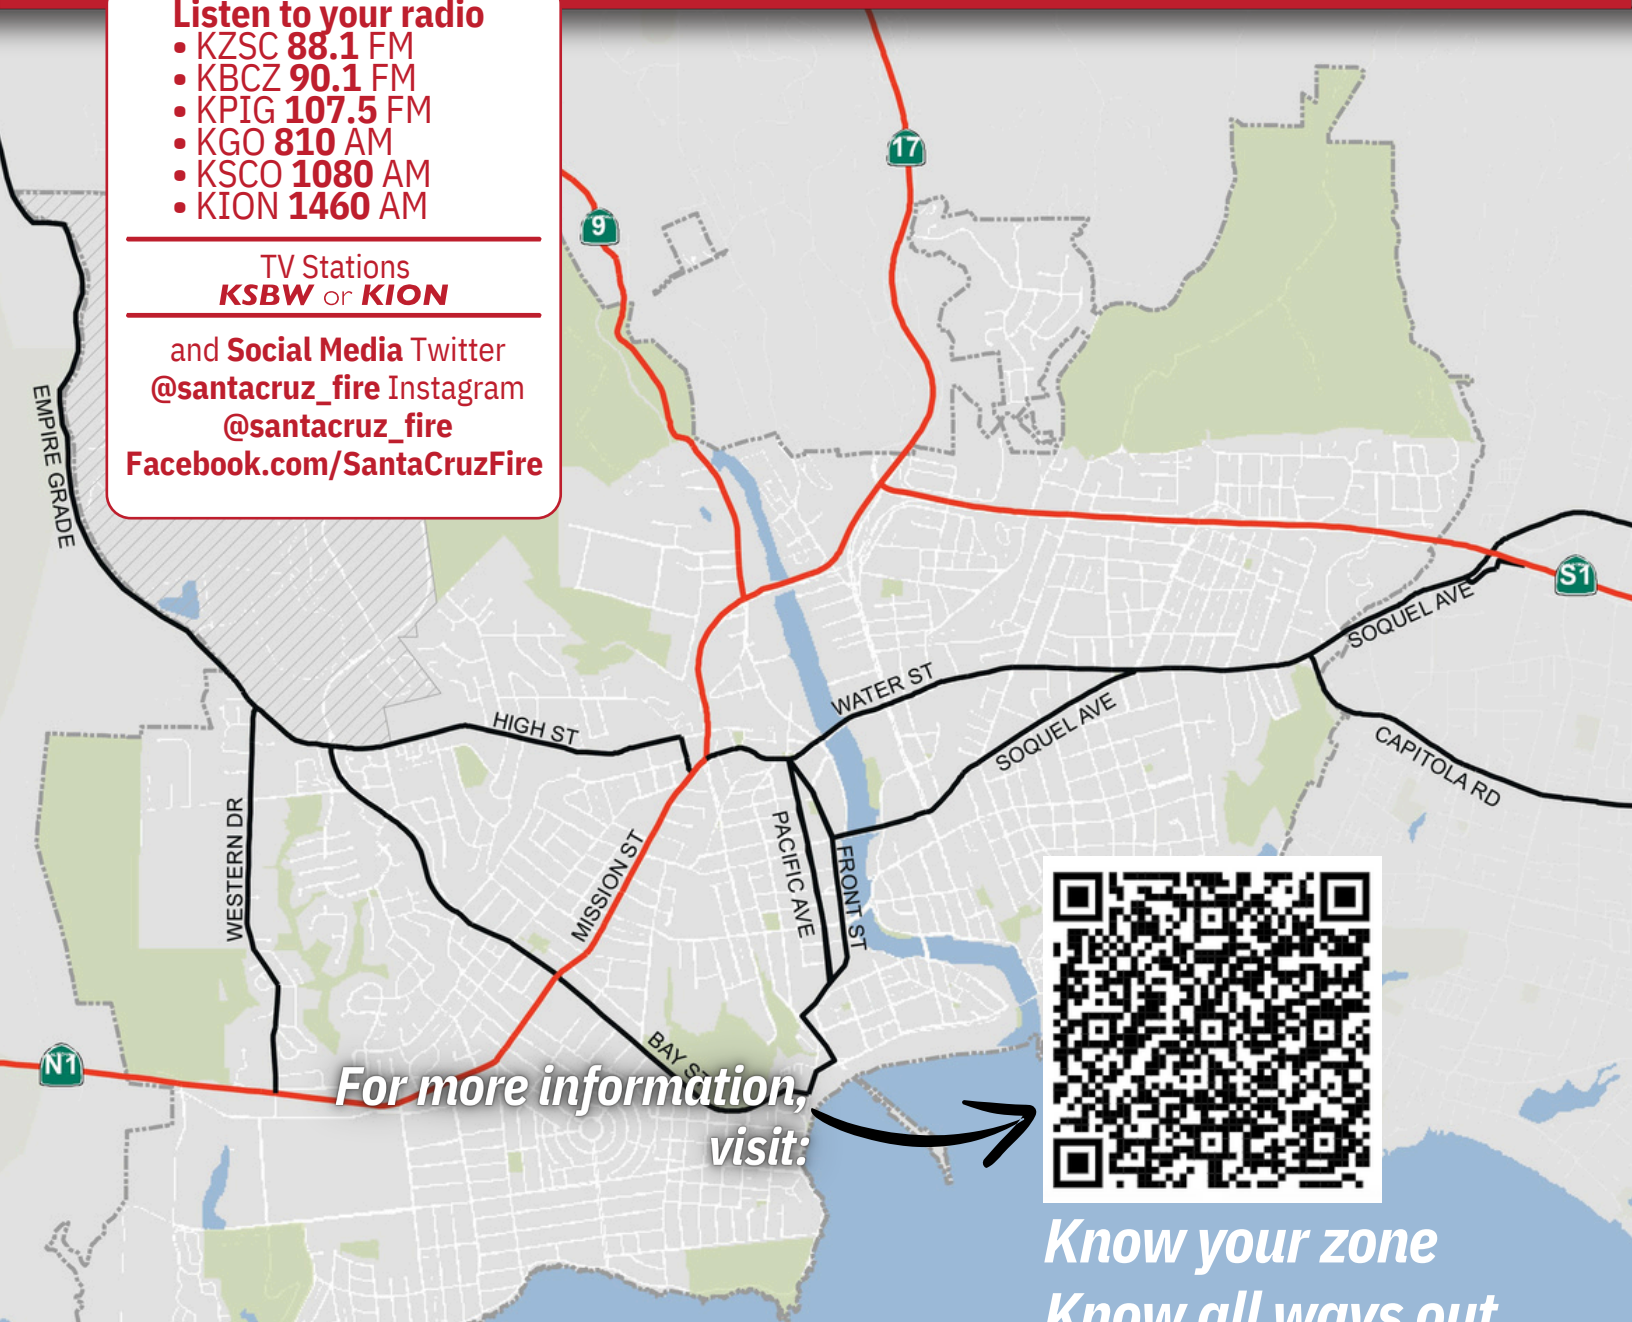 Listen to your radio
• KZSC 88.1 FM
• KBCZ 90.1 FM
• KPIG 107.5 FM
• KGO 810 AM
• KSCO 1080 AM
• KION 1460 AM
TV Stations
KSBW or KION
and Social Media Twitter
@santacruz_fire Instagram
@santacruz_fire
Facebook.com/SantaCruzFire
17
9
EMPIRE GRADE
S1
SOQUEL AVE
WATER ST
HIGH ST
SOQUEL AVE
CAPITOLA RD
WESTERN DR
MISSION ST
PACIFIC AVE
FRONT ST
N1
BAY ST
For more information,
visit:
Know your zone
Know all ways out